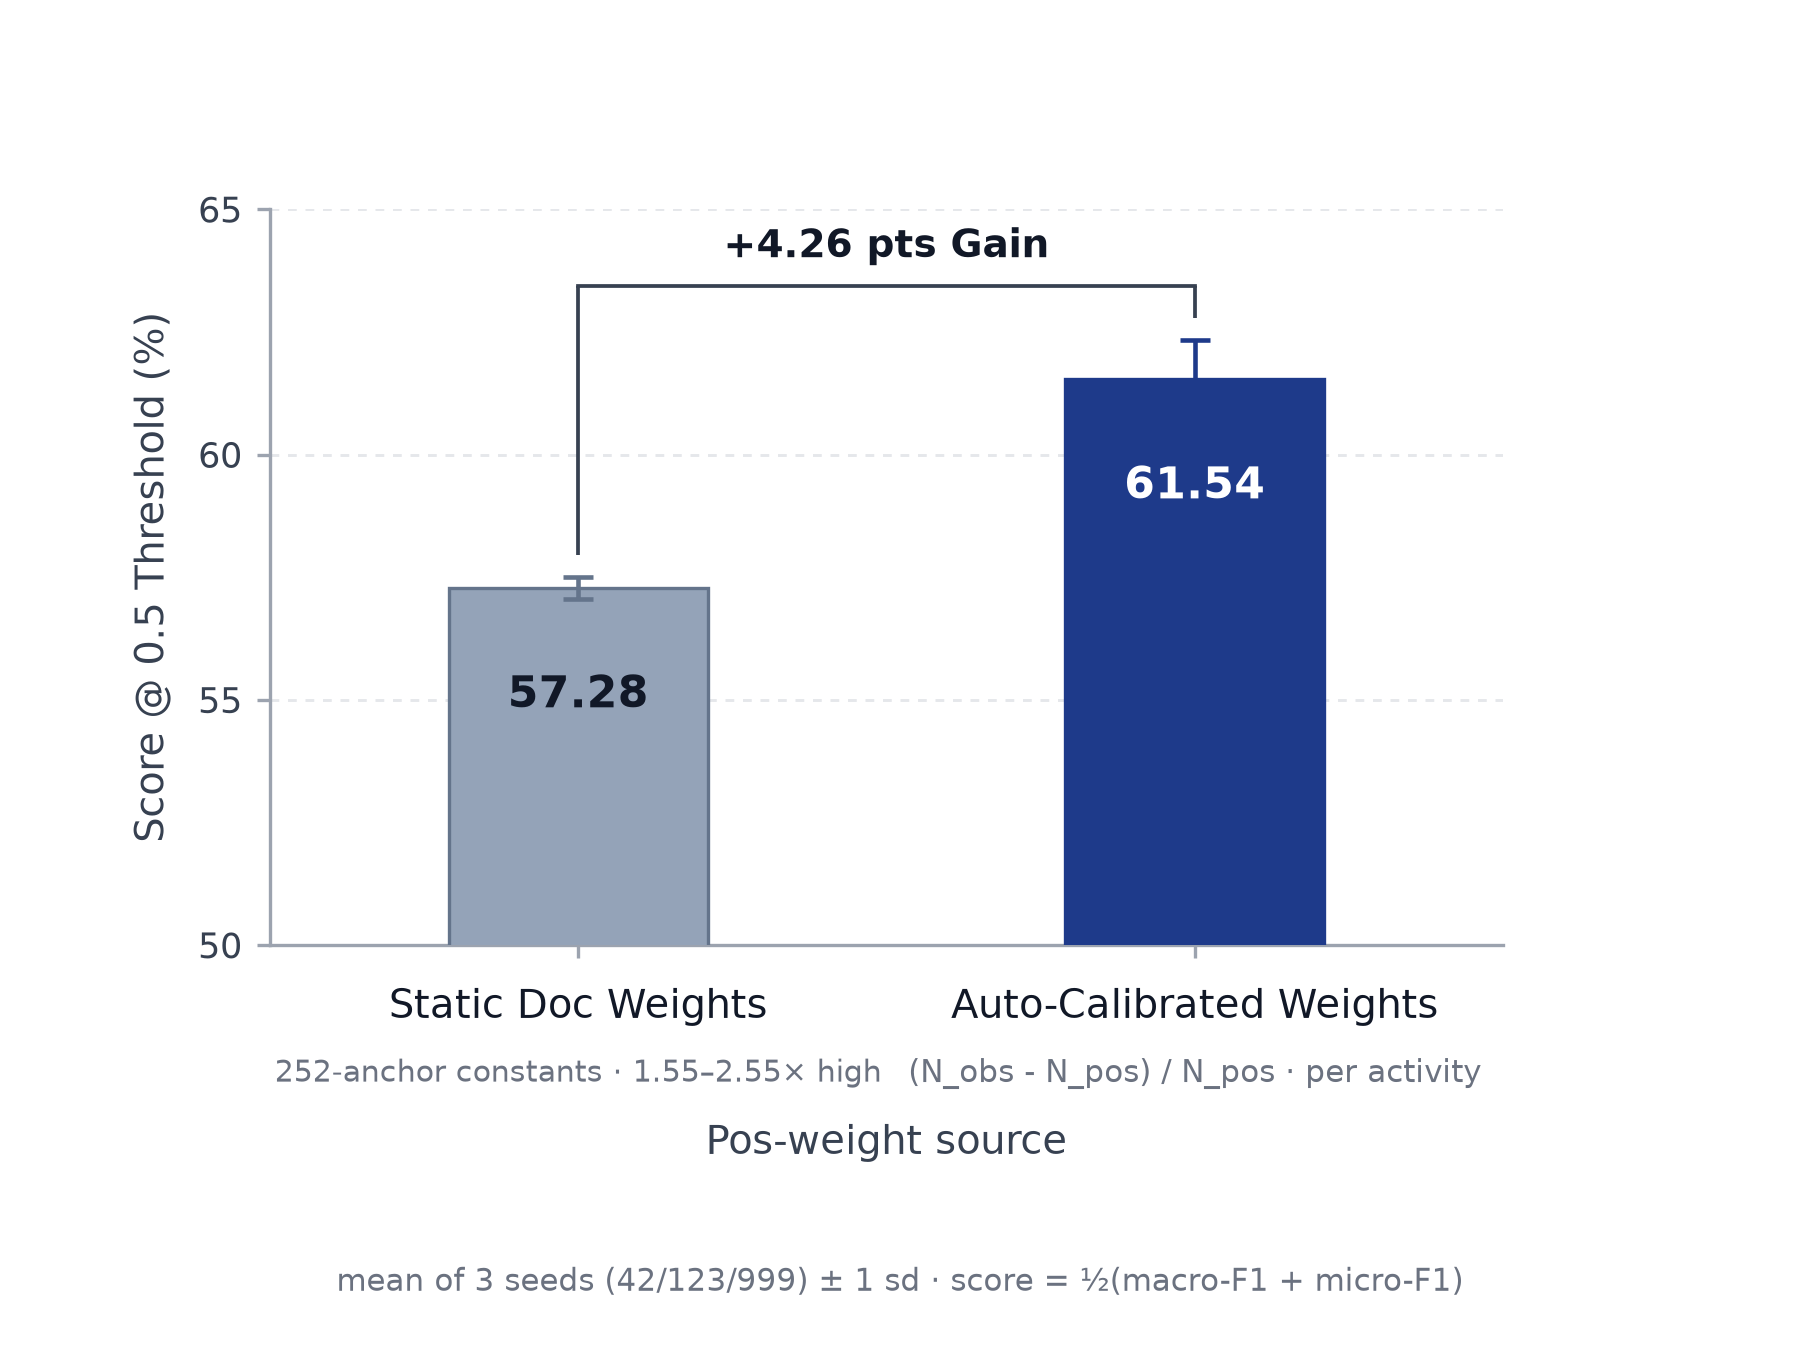 65
+4.26 pts Gain
Score @ 0.5 Threshold (%)
60
61.54
57.28
55
50
Static Doc Weights
Auto-Calibrated Weights
252-anchor constants · 1.55–2.55× high
(N_obs - N_pos) / N_pos · per activity
Pos-weight source
mean of 3 seeds (42/123/999) ± 1 sd · score = ½(macro-F1 + micro-F1)